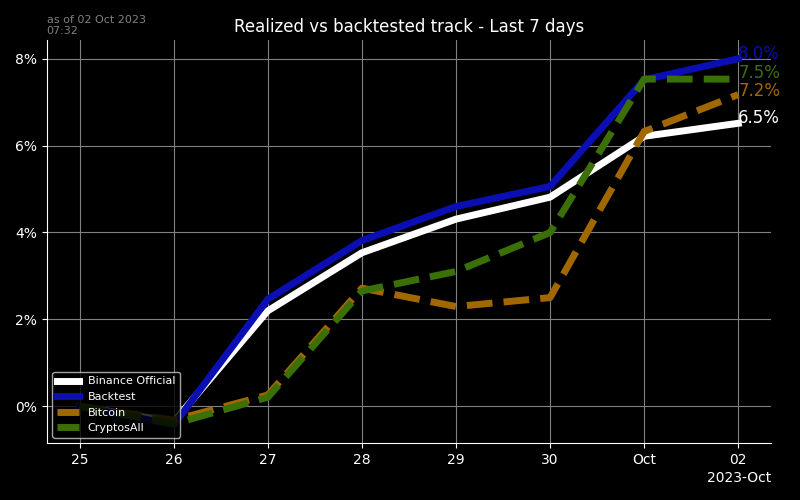 as of 02 Oct 2023
07:32
Realized vs backtested track - Last 7 days
8%
6%
4%
2%
0%
8.0%
7.5%
7.2%
6.5%
Binance Official
Backtest
Bitcoin
CryptosAll
25 26 27 28 29 30 Oct 02
2023-Oct